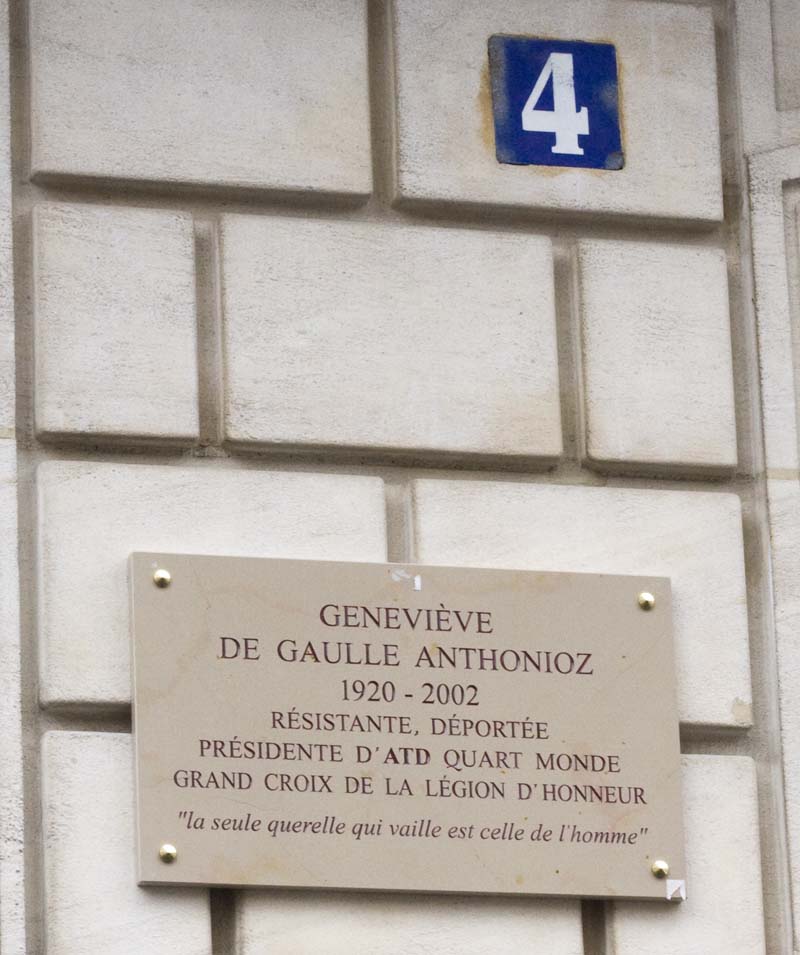 4
GENEVIÈVE
DE GAULLE ANTHONIOZ
1920 - 2002
RÉSISTANTE, DÉPORTÉE
PRÉSIDENTE D'ATD QUART MONDE
GRAND CROIX DE LA LÉGION D'HONNEUR
"la seule querelle qui vaille est celle de l'homme"